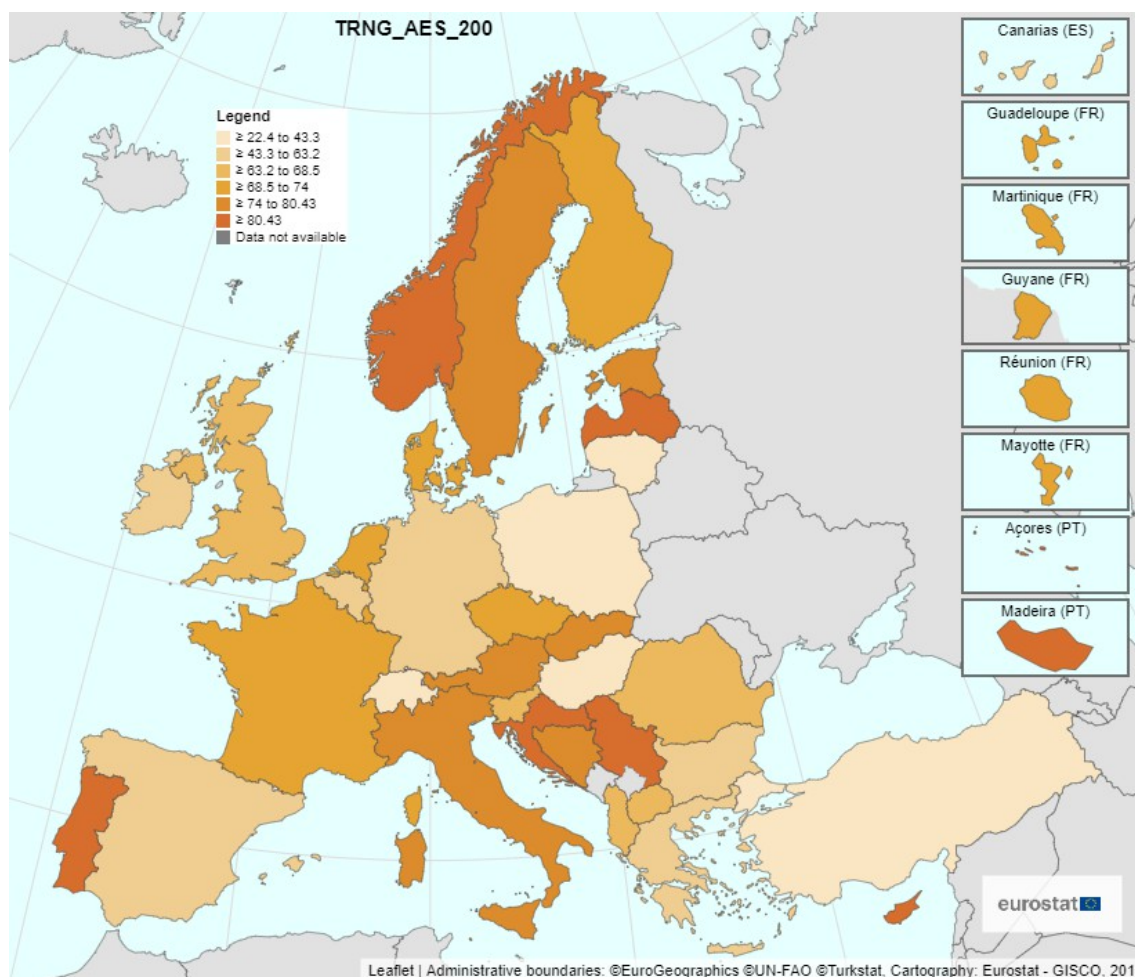 TRNG_AES_200
Legend
≥ 22.4 to 43.3
≥ 43.3 to 63.2
≥ 63.2 to 68.5
≥ 68.5 to 74
≥ 74 to 80.43
≥ 80.43
Data not available
Canarias (ES)
Guadeloupe (FR)
Martinique (FR)
Guyane (FR)
Réunion (FR)
Mayotte (FR)
Açores (PT)
Madeira (PT)
eurostat
Leaflet | Administrative boundaries: ©EuroGeographics ©UN-FAO ©Turkstat, Cartography: Eurostat - GISCO, 201